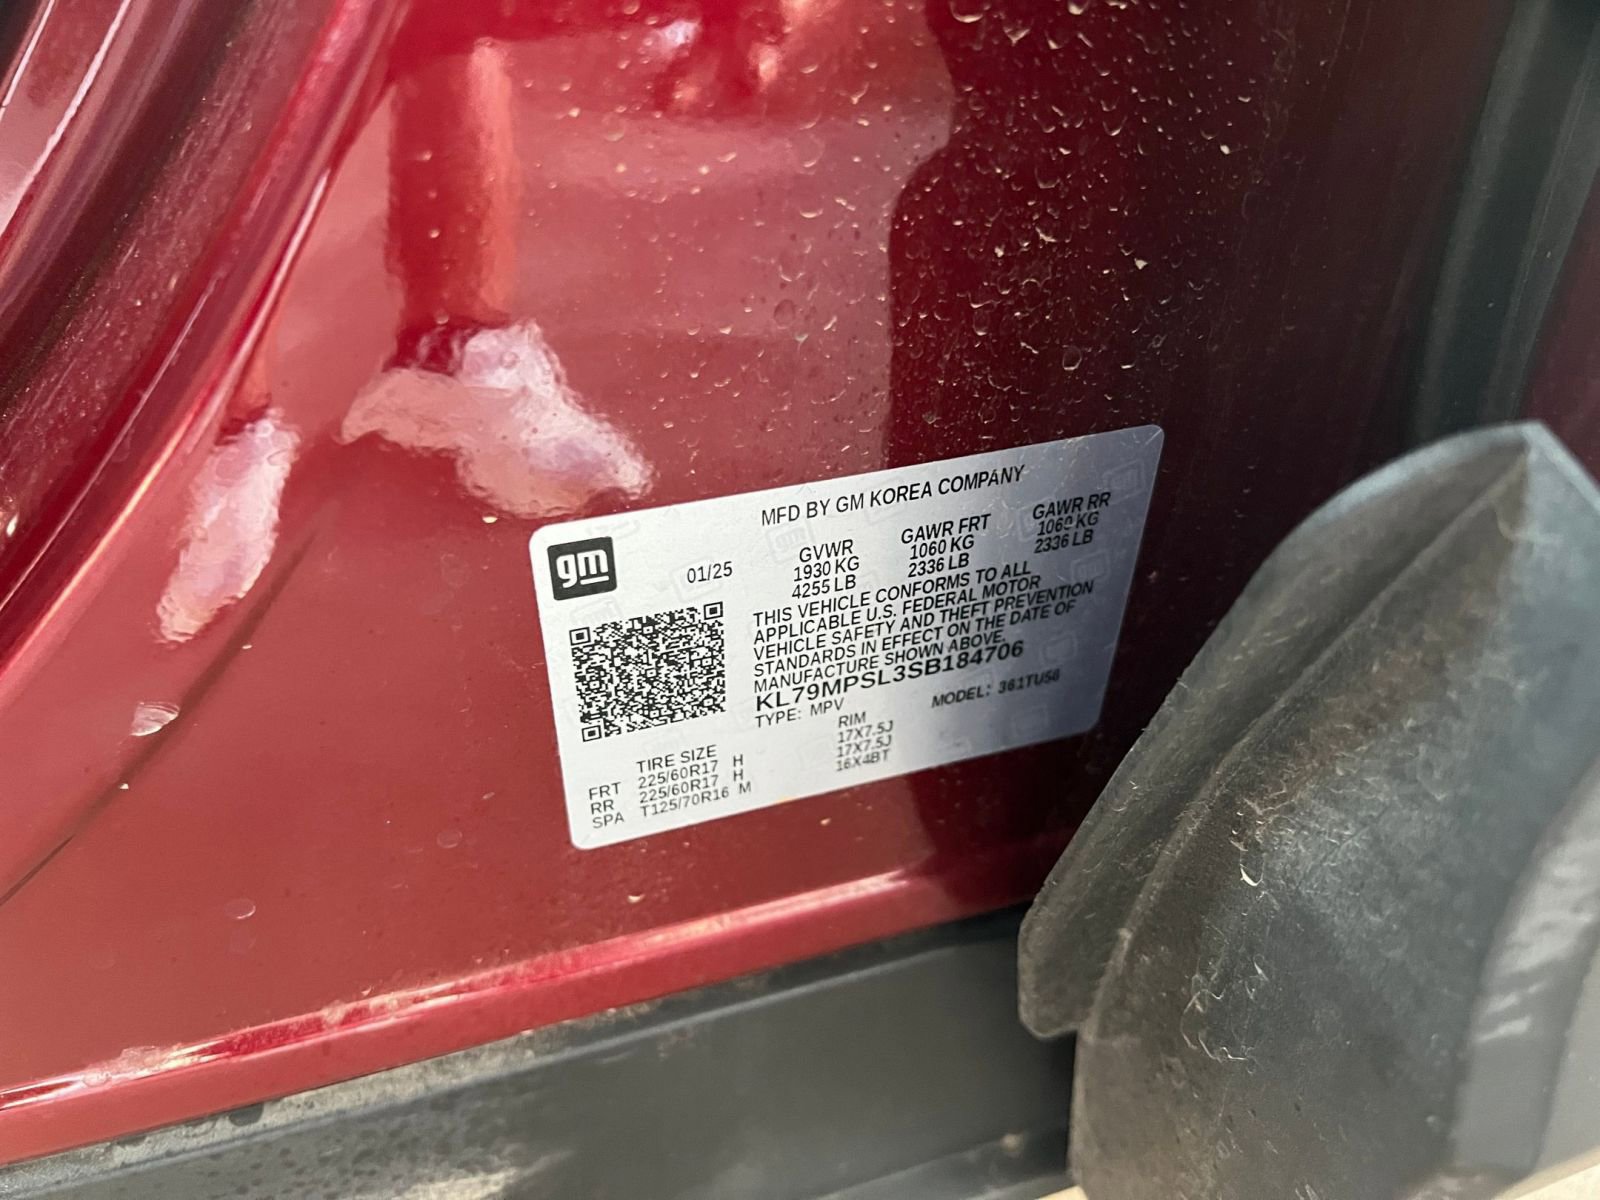 MFD BY GM KOREA COMPANY
gm
01/25
GVWR GAWR FRT GAWR RR
1930 KG 1060 KG 1060 KG
4255 LB 2336 LB 2336 LB
THIS VEHICLE CONFORMS TO ALL
APPLICABLE U.S. FEDERAL MOTOR
VEHICLE SAFETY AND THEFT PREVENTION
STANDARDS IN EFFECT ON THE DATE OF
MANUFACTURE SHOWN ABOVE.
KL79MPSL3SB184706
TYPE: MPV MODEL: 361TU56
TIRE SIZE RIM
FRT 225/60R17 H 17X7.5J
RR 225/60R17 H 17X7.5J
SPA T125/70R16 M 16X4BT